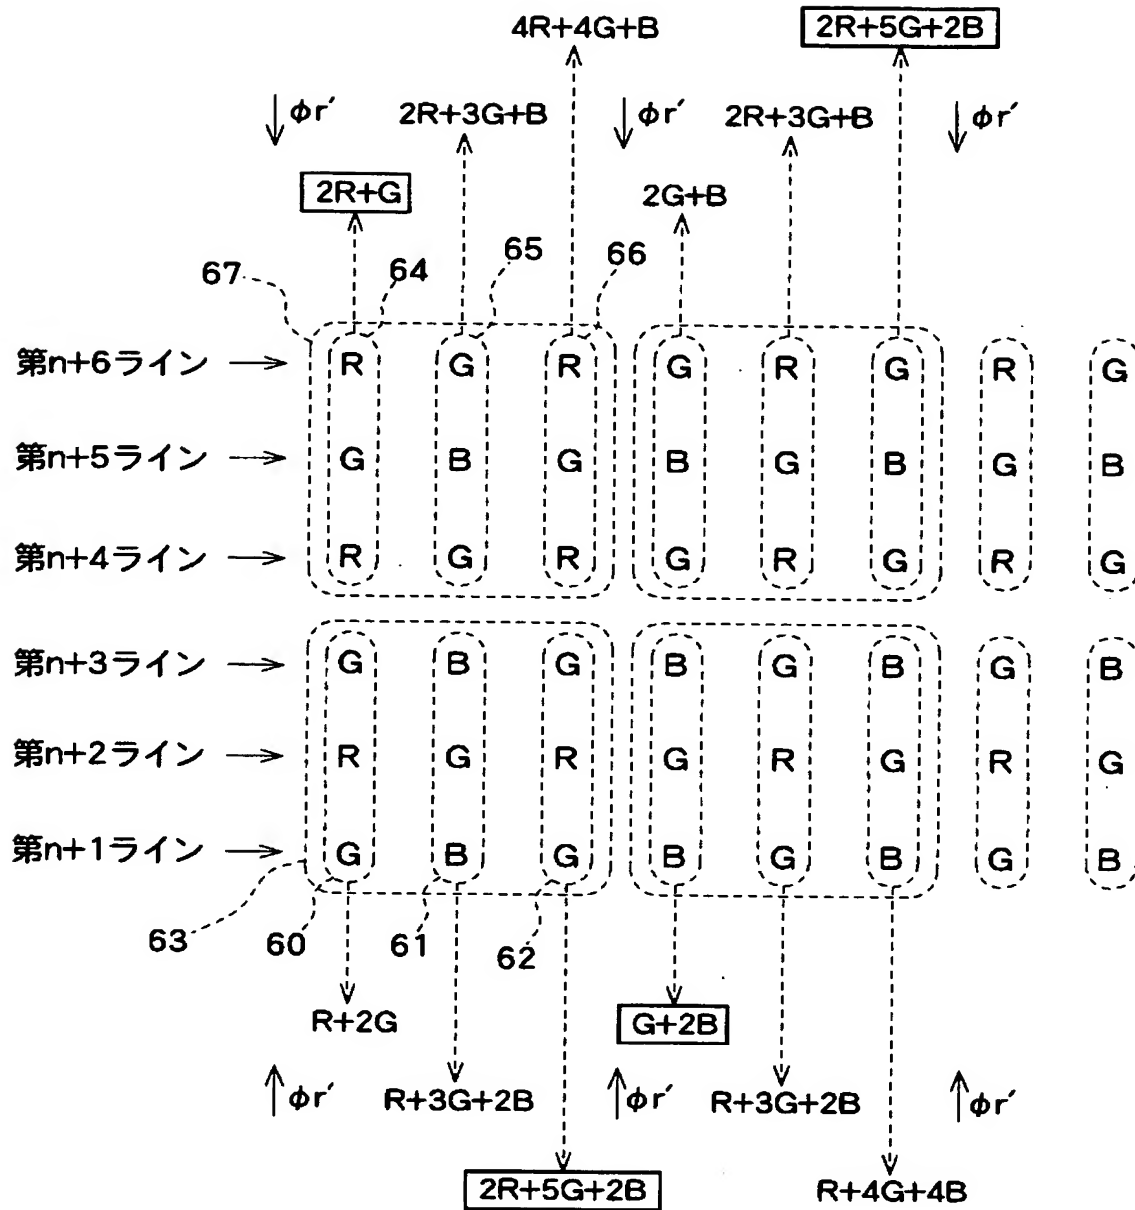 4R+4G+B 2R+5G+2B
φr′ 2R+3G+B φr′ 2R+3G+B φr′
2R+G 2G+B
67 64 65 66
第n+6ライン → R G R G R G R G
第n+5ライン → G B G B G B G B
第n+4ライン → R G R G R G R G
第n+3ライン → G B G B G B G B
第n+2ライン → R G R G R G R G
第n+1ライン → G B G B G B G B
63 60 61 62
R+2G G+2B
φr′ R+3G+2B φr′ R+3G+2B φr′
2R+5G+2B R+4G+4B